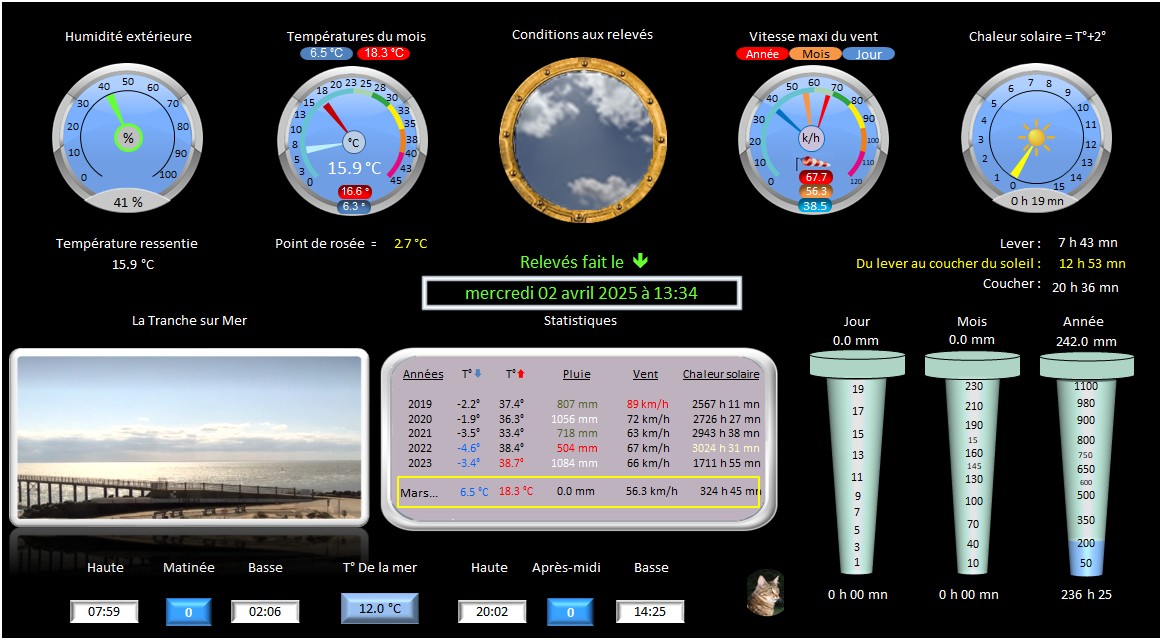 Humidité extérieure
Températures du mois
6.5 °C 18.3 °C
Conditions aux relevés
Vitesse maxi du vent
Année Mois Jour
Chaleur solaire = T°+2°
0 10 20 30 40 50 60 70 80 90 100
%
41 %
0 3 5 8 10 13 15 18 20 23 25 28 30 33 35 38 40 43 45
°C
15.9 °C
16.6 °
6.3 °
0 10 20 30 40 50 60 70 80 90 100 110 120
k/h
67.7
56.3
38.5
0 1 2 3 4 5 6 7 8 9 10 11 12 13 14 15
0 h 19 mn
Température ressentie
15.9 °C
Point de rosée = 2.7 °C
Relevés fait le
mercredi 02 avril 2025 à 13:34
Lever : 7 h 43 mn
Du lever au coucher du soleil : 12 h 53 mn
Coucher : 20 h 36 mn
La Tranche sur Mer
Statistiques
Années T° T° Pluie Vent Chaleur solaire
2019 -2.2° 37.4° 807 mm 89 km/h 2567 h 11 mn
2020 -1.9° 36.3° 1056 mm 72 km/h 2726 h 27 mn
2021 -3.5° 33.4° 718 mm 63 km/h 2943 h 38 mn
2022 -4.6° 38.4° 504 mm 67 km/h 3024 h 31 mn
2023 -3.4° 38.7° 1084 mm 66 km/h 1711 h 55 mn
Mars... 6.5 °C 18.3 °C 0.0 mm 56.3 km/h 324 h 45 mn
Jour
0.0 mm
19
17
15
13
11
9
7
5
3
1
0 h 00 mn
Mois
0.0 mm
230
210
190
15
160
145
130
100
70
40
10
0 h 00 mn
Année
242.0 mm
1100
980
900
800
750
650
600
500
350
200
50
236 h 25
Haute Matinée Basse
07:59 0 02:06
T° De la mer
12.0 °C
Haute Après-midi Basse
20:02 0 14:25